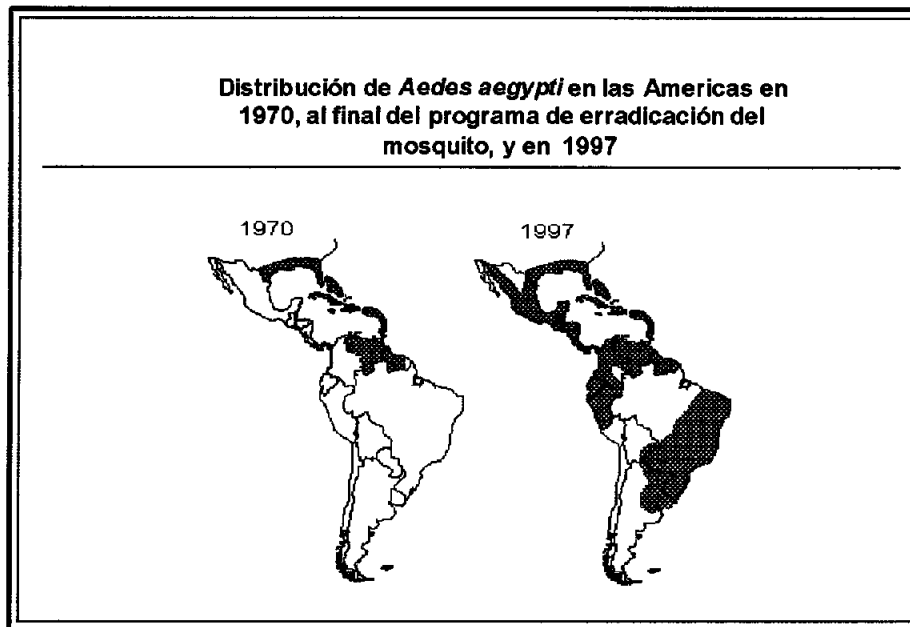 Distribución de Aedes aegypti en las Americas en
1970, al final del programa de erradicación del
mosquito, y en 1997
1970
1997